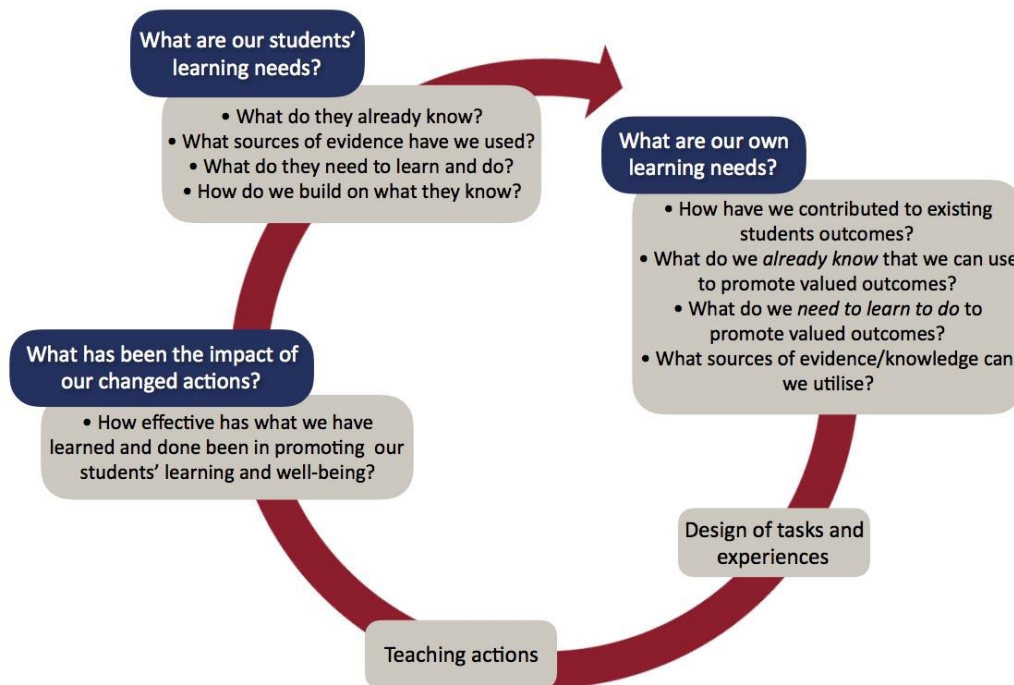 What are our students’
learning needs?
• What do they already know?
• What sources of evidence have we used?
• What do they need to learn and do?
• How do we build on what they know?
What are our own
learning needs?
• How have we contributed to existing
students outcomes?
• What do we already know that we can use
to promote valued outcomes?
• What do we need to learn to do to
promote valued outcomes?
• What sources of evidence/knowledge can
we utilise?
Design of tasks and
experiences
Teaching actions
What has been the impact of
our changed actions?
• How effective has what we have
learned and done been in promoting our
students’ learning and well-being?